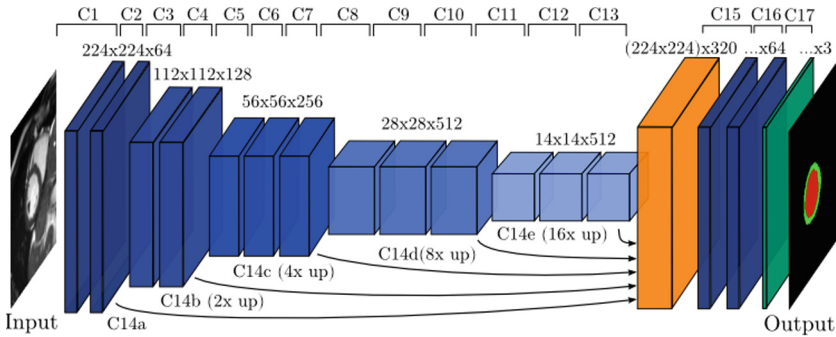 C1 C2 C3 C4 C5 C6 C7 C8 C9 C10 C11 C12 C13 C15 C16 C17
224x224x64
(224x224)x320 ...x64 ...x3
112x112x128
56x56x256
28x28x512
14x14x512
C14e (16x up)
C14d(8x up)
C14c (4x up)
C14b (2x up)
C14a
Input
Output